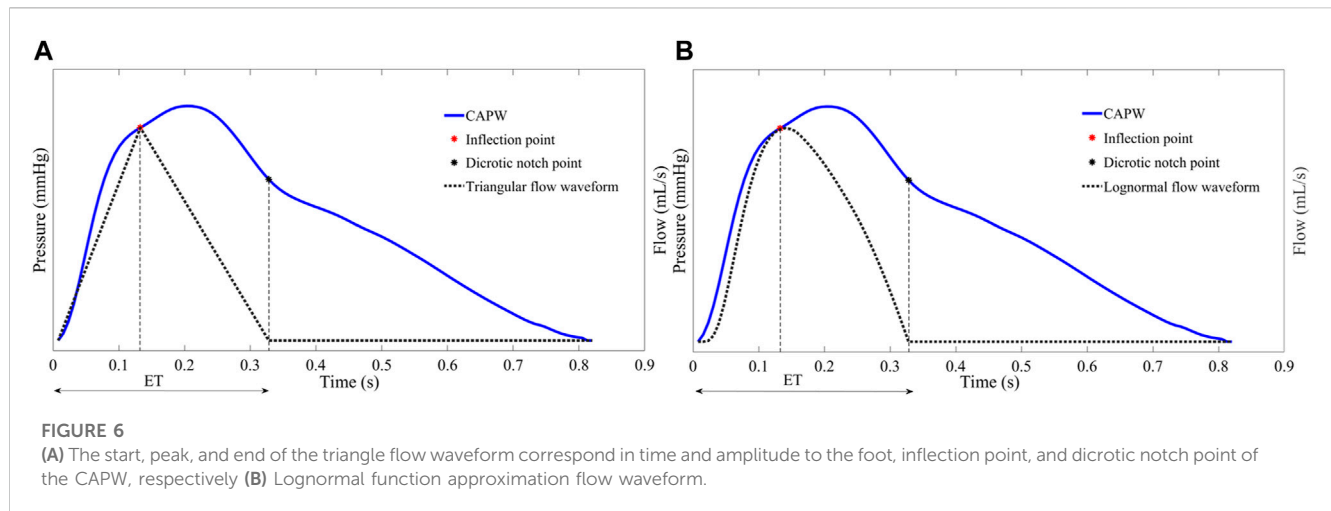 A
Pressure (mmHg)
CAPW
Inflection point
Dicrotic notch point
Triangular flow waveform
Flow (mL/s)
0 0.1 0.2 0.3 0.4 0.5 0.6 0.7 0.8 0.9
ET
Time (s)
B
Pressure (mmHg)
CAPW
Inflection point
Dicrotic notch point
Lognormal flow waveform
Flow (mL/s)
0 0.1 0.2 0.3 0.4 0.5 0.6 0.7 0.8 0.9
ET
Time (s)
FIGURE 6
(A) The start, peak, and end of the triangle flow waveform correspond in time and amplitude to the foot, inflection point, and dicrotic notch point of
the CAPW, respectively (B) Lognormal function approximation flow waveform.